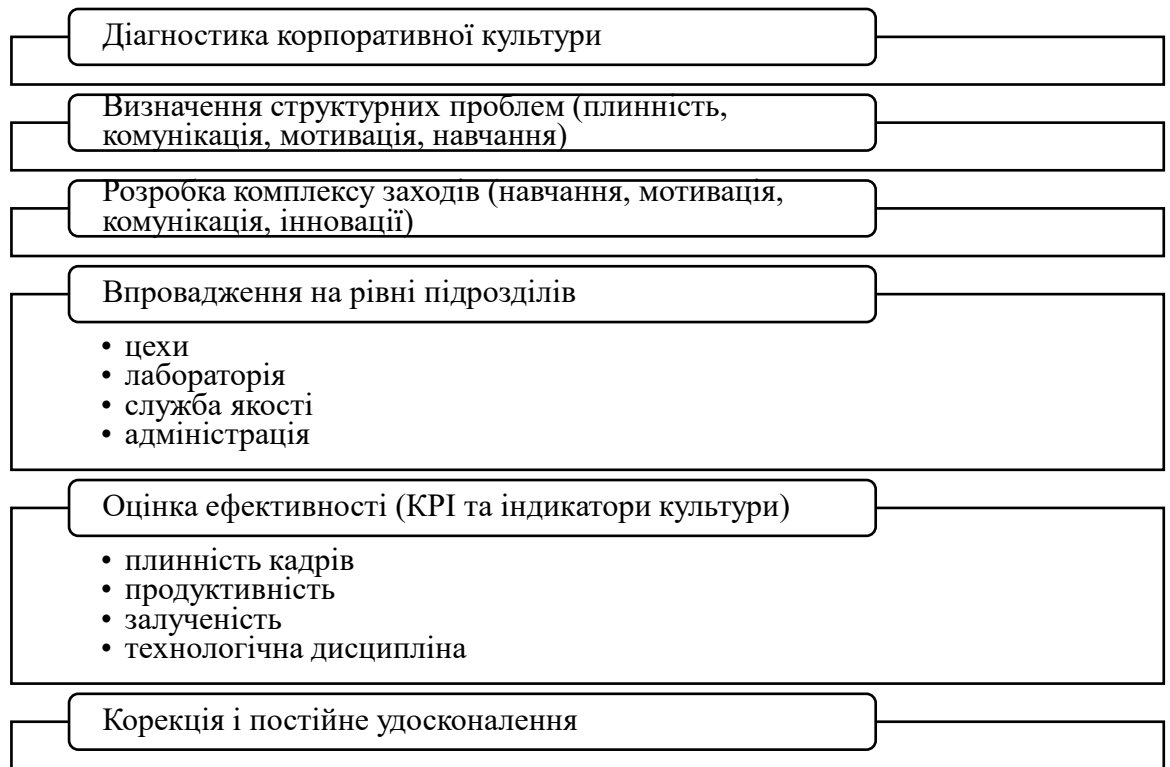 Діагностика корпоративної культури
Визначення структурних проблем (плинність,
комунікація, мотивація, навчання)
Розробка комплексу заходів (навчання, мотивація,
комунікація, інновації)
Впровадження на рівні підрозділів
• цехи
• лабораторія
• служба якості
• адміністрація
Оцінка ефективності (KPI та індикатори культури)
• плинність кадрів
• продуктивність
• залученість
• технологічна дисципліна
Корекція і постійне удосконалення